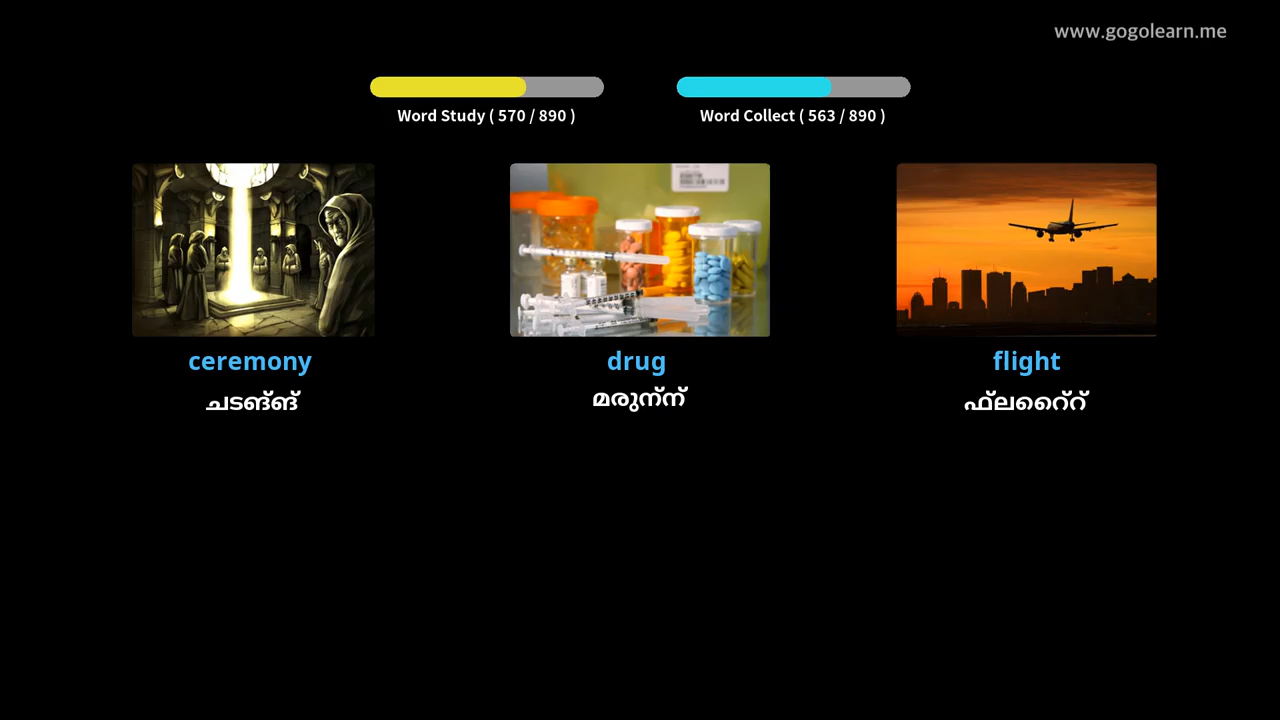 www.gogolearn.me
Word Study ( 570 / 890 )
Word Collect ( 563 / 890 )
ceremony
drug
flight
ചടങ്ങ്
മരുന്ന്
ഫ്ലൈറ്റ്